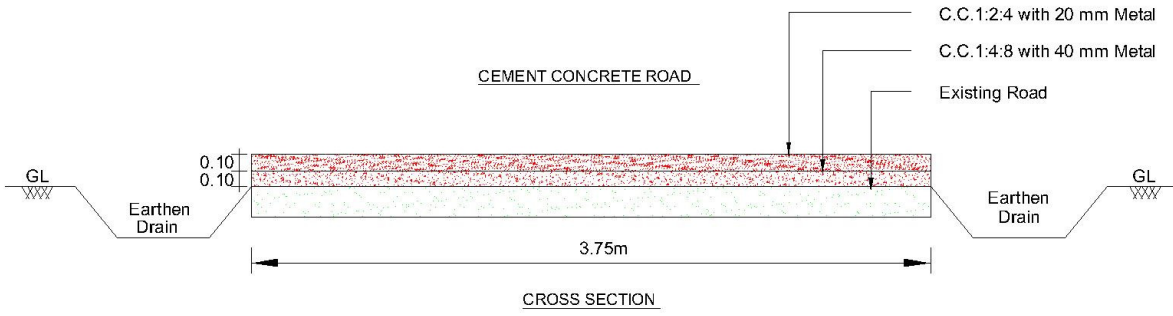 C.C.1:2:4 with 20 mm Metal
C.C.1:4:8 with 40 mm Metal
CEMENT CONCRETE ROAD
Existing Road
0.10
0.10
GL
GL
Earthen
Drain
Earthen
Drain
3.75m
CROSS SECTION